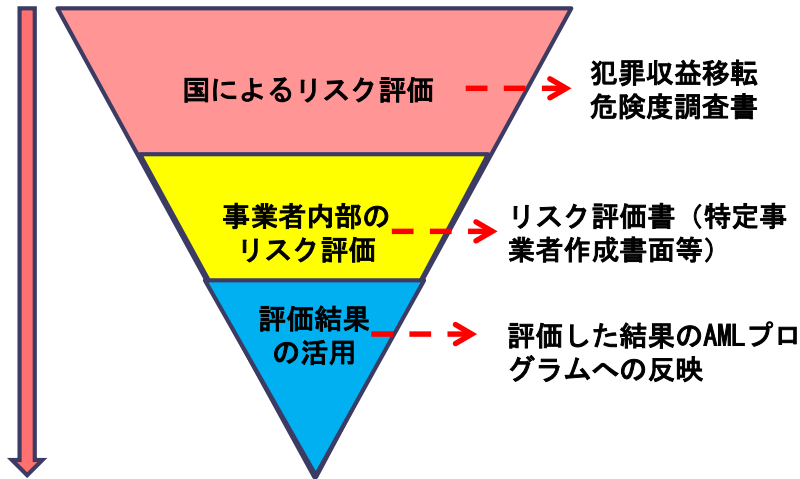 国によるリスク評価
犯罪収益移転
危険度調査書
事業者内部の
リスク評価
リスク評価書（特定事
業者作成書面等）
評価結果
の活用
評価した結果のAMLプロ
グラムへの反映